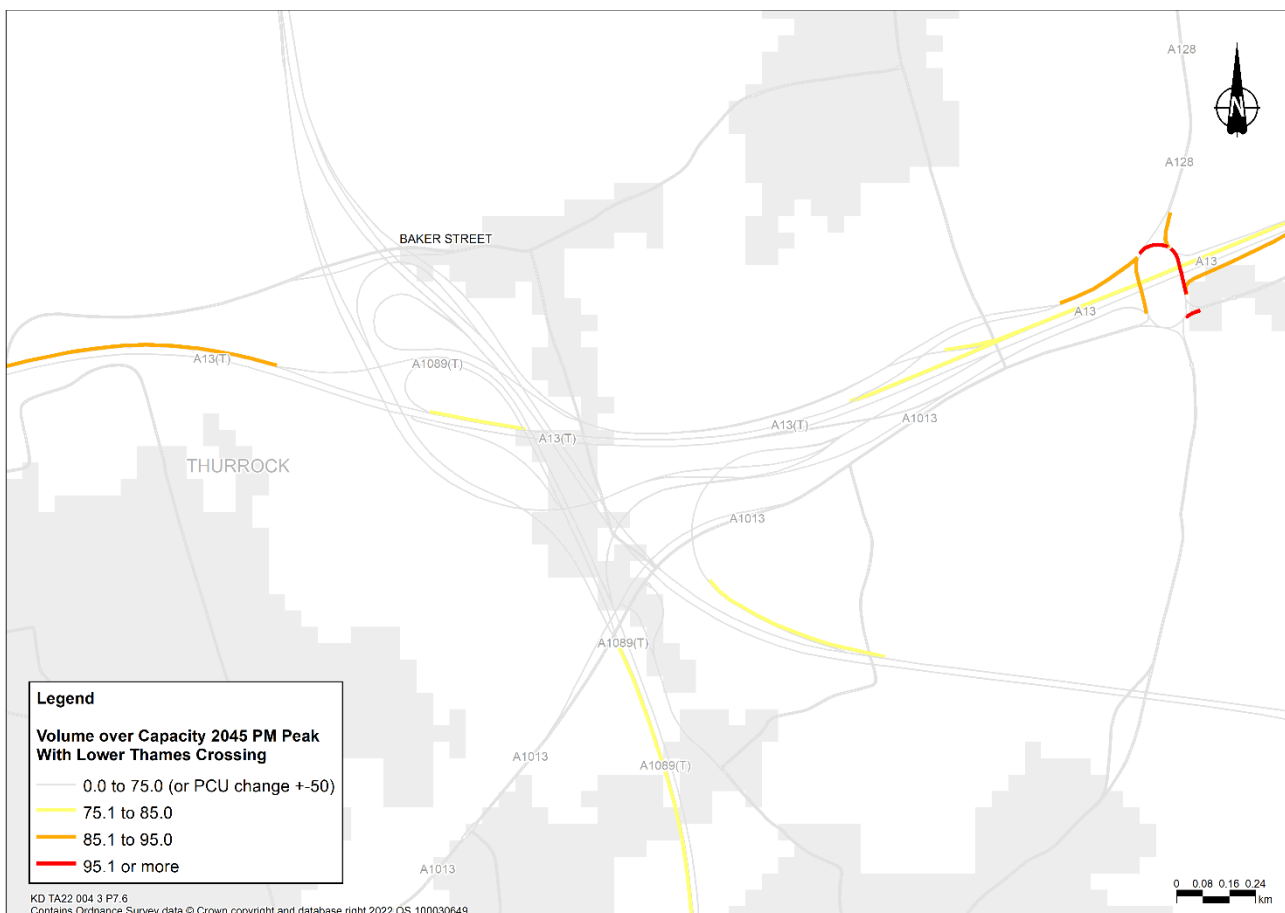 A128
N
A128
BAKER STREET
A13
A13
A13(T)
A1089(T)
A1013
A13(T)
A13(T)
THURROCK
A1013
A1089(T)
Legend
Volume over Capacity 2045 PM Peak
With Lower Thames Crossing
0.0 to 75.0 (or PCU change +-50)
75.1 to 85.0
85.1 to 95.0
95.1 or more
A1013
A1089(T)
A1013
0 0.08 0.16 0.24
km
KD TA22 004 3 P7.6
Contains Ordnance Survey data © Crown copyright and database right 2022 OS 100030649